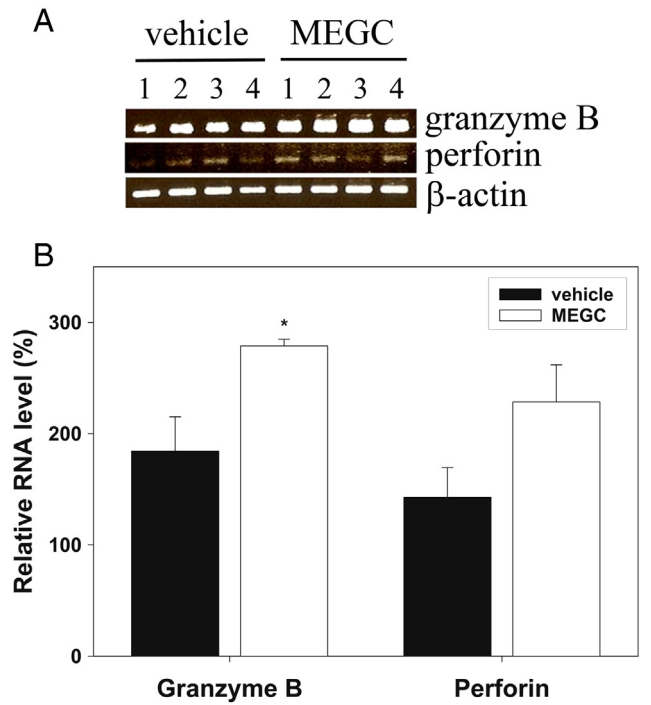 A
vehicle MEGC
1 2 3 4 1 2 3 4
granzyme B
perforin
β-actin
B
vehicle
MEGC
Relative RNA level (%)
300
200
100
0
*
Granzyme B Perforin